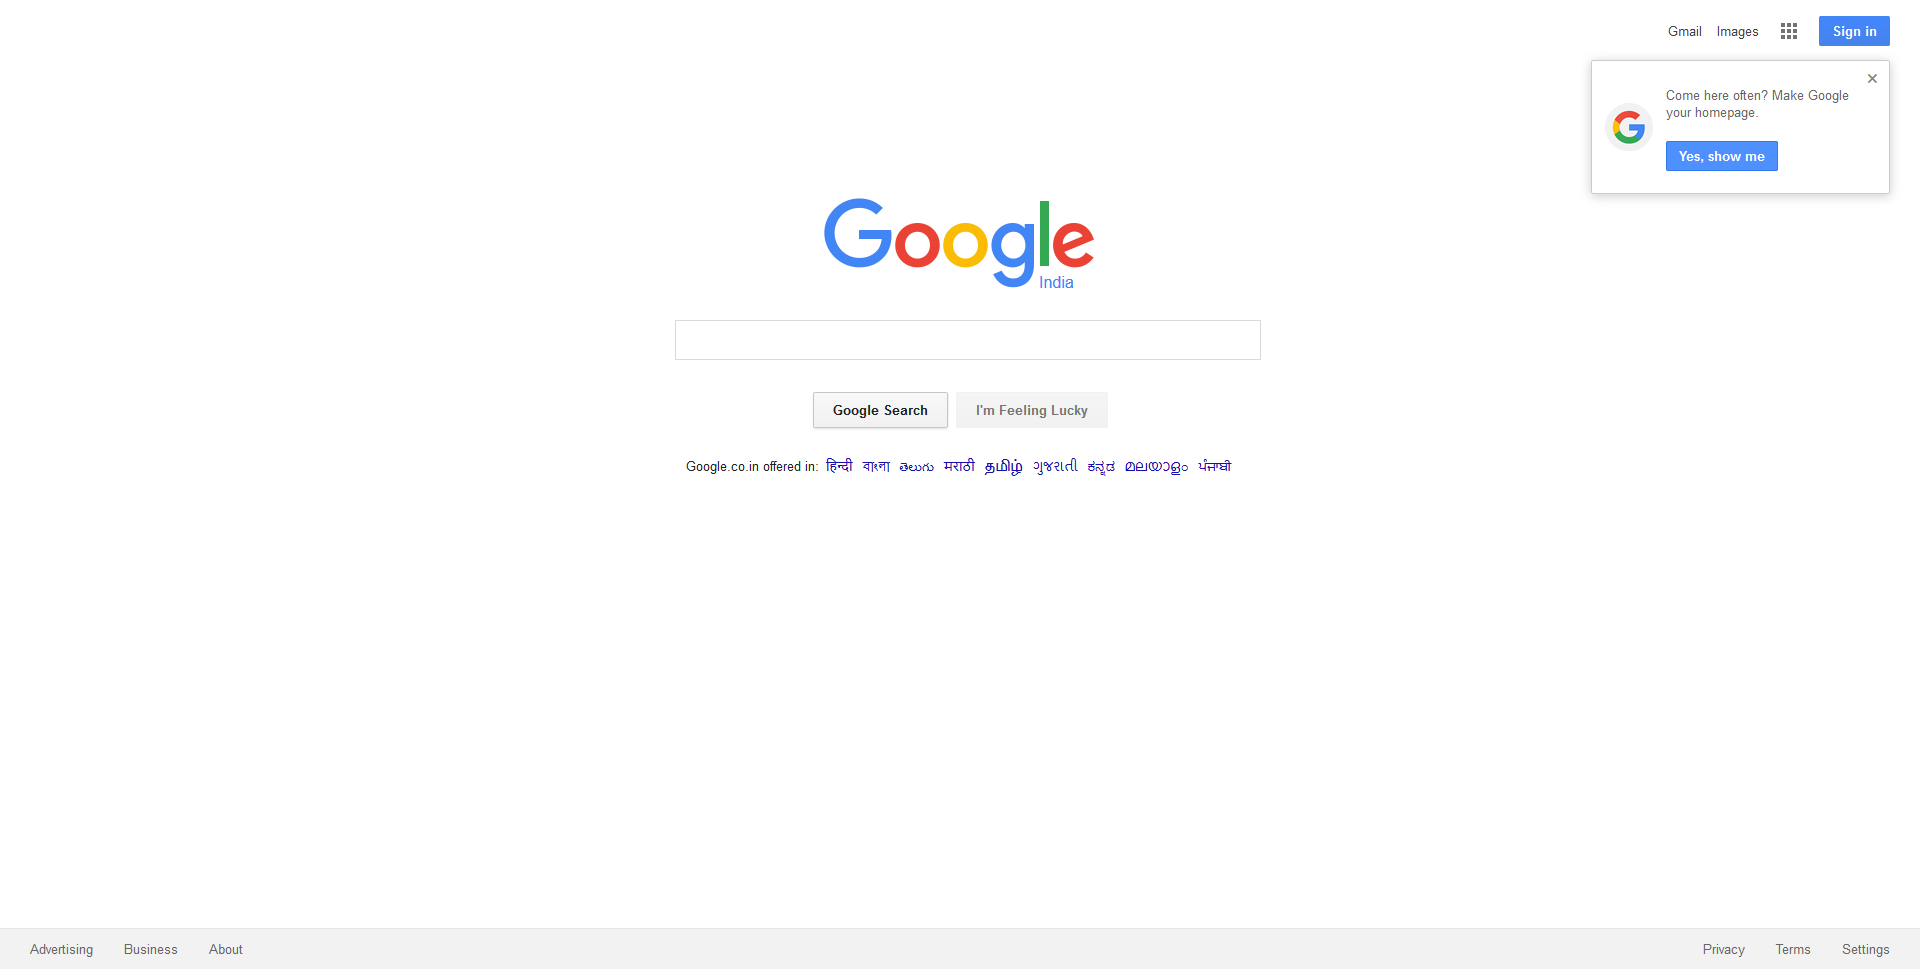 Gmail Images Sign in
Come here often? Make Google
your homepage.
Yes, show me
Google
India
Google Search I'm Feeling Lucky
Google.co.in offered in: हिन्दी বাংলা తెలుగు मराठी தமிழ் ગુજરાતી ಕನ್ನಡ മലയാളം ਪੰਜਾਬੀ
Advertising Business About Privacy Terms Settings